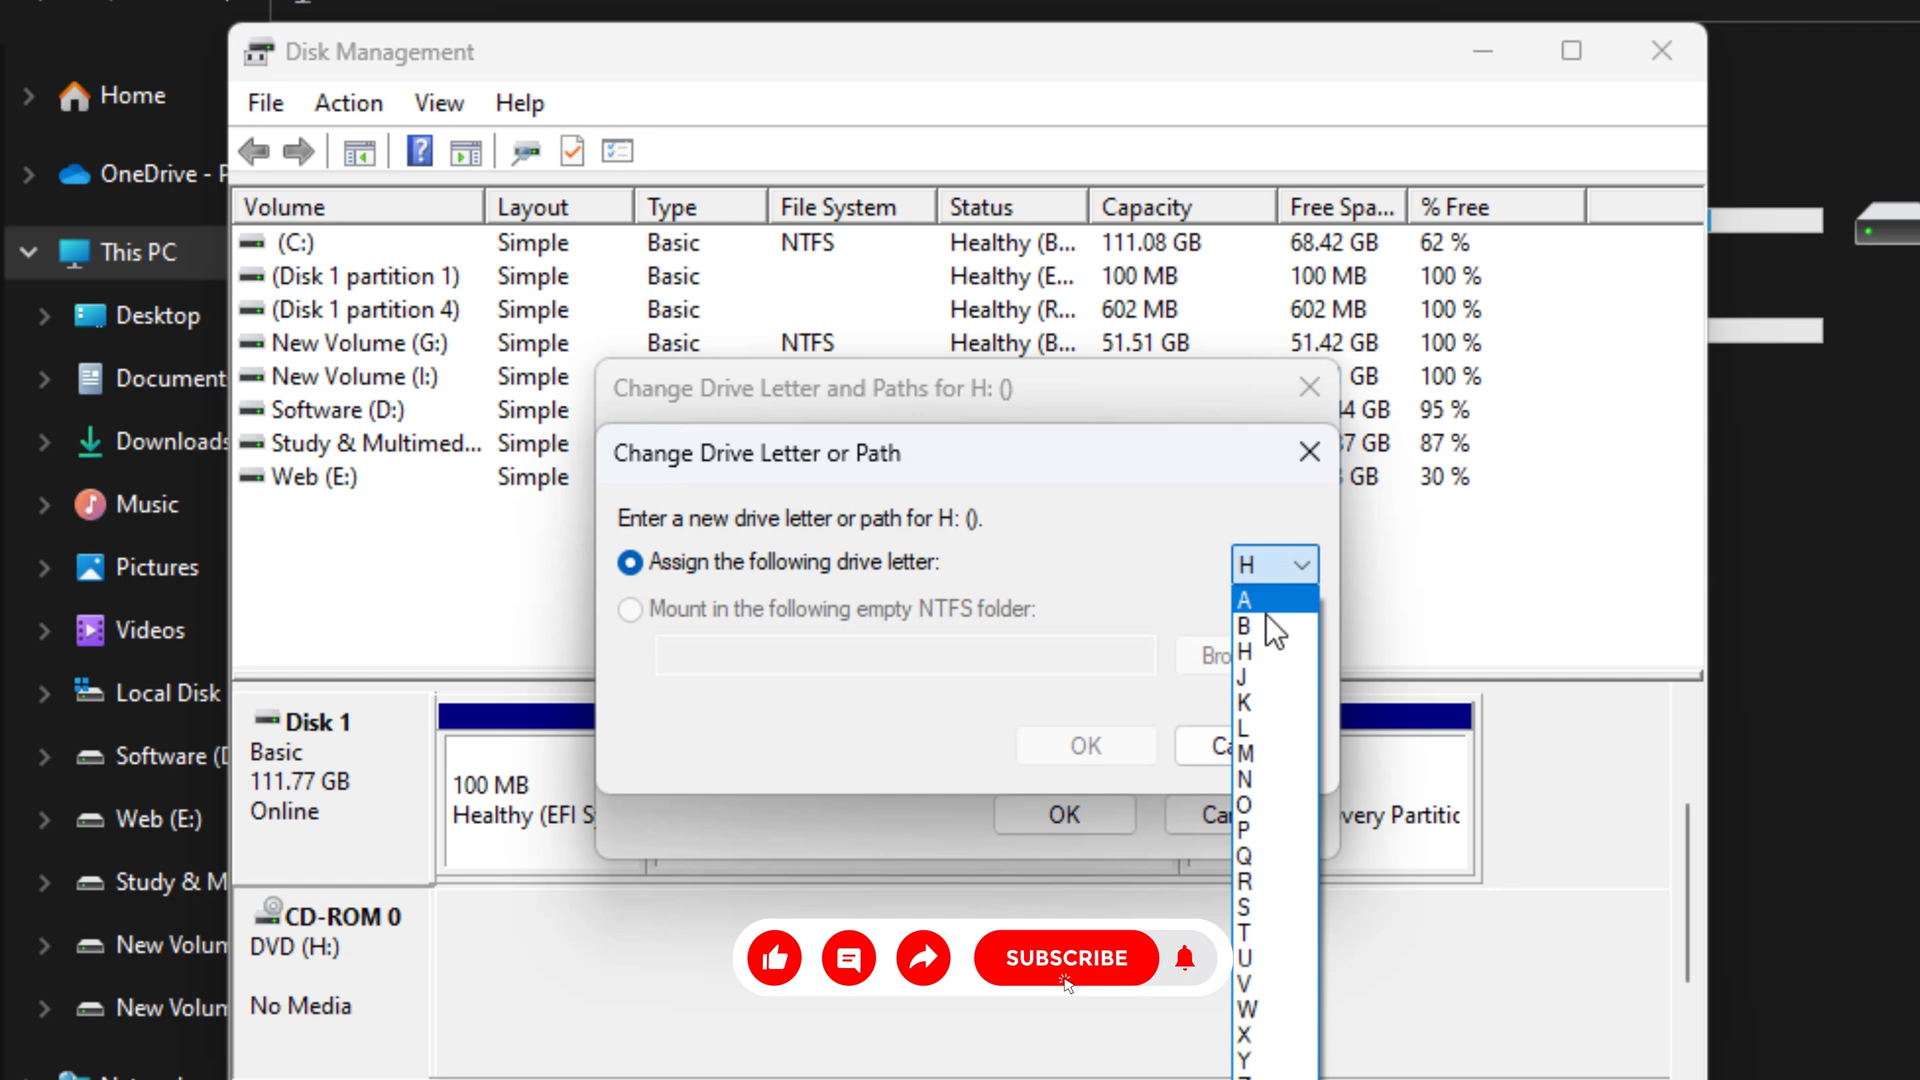 Disk Management
File Action View Help
Home
OneDrive - P
This PC
Desktop
Document
Downloads
Music
Pictures
Videos
Local Disk
Software (D
Web (E:)
Study & M
New Volum
New Volum
Volume Layout Type File System Status Capacity Free Spa... % Free
(C:) Simple Basic NTFS Healthy (B... 111.08 GB 68.42 GB 62 %
(Disk 1 partition 1) Simple Basic Healthy (E... 100 MB 100 MB 100 %
(Disk 1 partition 4) Simple Basic Healthy (R... 602 MB 602 MB 100 %
New Volume (G:) Simple Basic NTFS Healthy (B... 51.51 GB 51.42 GB 100 %
New Volume (I:) Simple GB 100 %
Software (D:) Simple 4 GB 95 %
Study & Multimed... Simple 37 GB 87 %
Web (E:) Simple GB 30 %
Change Drive Letter and Paths for H: ()
Change Drive Letter or Path
Enter a new drive letter or path for H: ().
Assign the following drive letter:
H
Mount in the following empty NTFS folder:
Bro
OK Ca
OK Ca
A
B
H
J
K
L
M
N
O
P
Q
R
S
T
U
V
W
X
Y
Disk 1
Basic
111.77 GB
Online
100 MB
Healthy (EFI S
very Partitic
CD-ROM 0
DVD (H:)
No Media
SUBSCRIBE